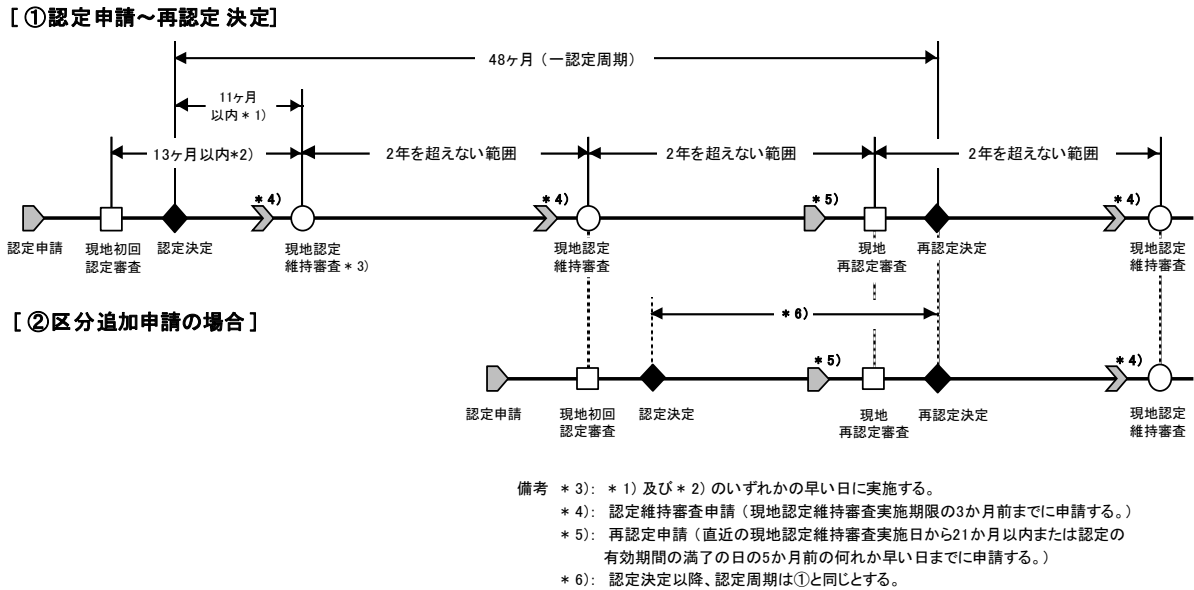 [ ①認定申請～再認定 決定]
48ヶ月 (一認定周期)
11ヶ月
以内＊1)
13ヶ月以内*2)
2年を超えない範囲
2年を超えない範囲
2年を超えない範囲
＊4)
＊4)
＊5)
＊4)
認定申請
現地初回
認定審査
認定決定
現地認定
維持審査＊3)
現地認定
維持審査
現地
再認定審査
再認定決定
現地認定
維持審査
[ ②区分追加申請の場合 ]
＊6)
＊5)
＊4)
認定申請
現地初回
認定審査
認定決定
現地
再認定審査
再認定決定
現地認定
維持審査
備考 ＊3): ＊1) 及び＊2) のいずれかの早い日に実施する。
＊4): 認定維持審査申請 (現地認定維持審査実施期限の3か月前までに申請する。)
＊5): 再認定申請 (直近の現地認定維持審査実施日から21か月以内または認定の
有効期間の満了の日の5か月前の何れか早い日までに申請する。)
＊6): 認定決定以降、認定周期は①と同じとする。